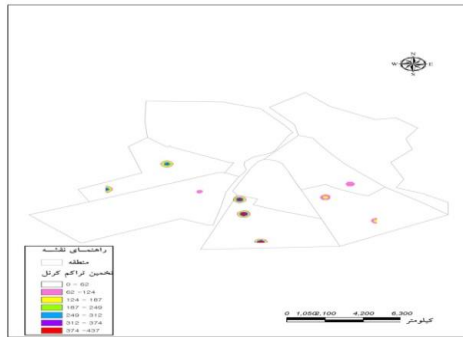 N
W E
S
راهنمای نقشه
منطقه
تخمین تراکم کرنل
0 - 62
62 -124
124 - 187
187 - 249
249 - 312
312 - 374
374 -437
0 1,050 2,100 4,200 6,300
کیلومتر